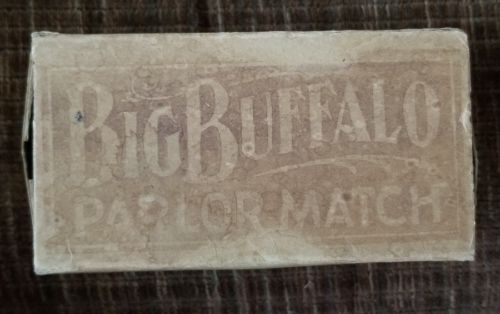 BIG BUFFALO
PARLOR MATCH